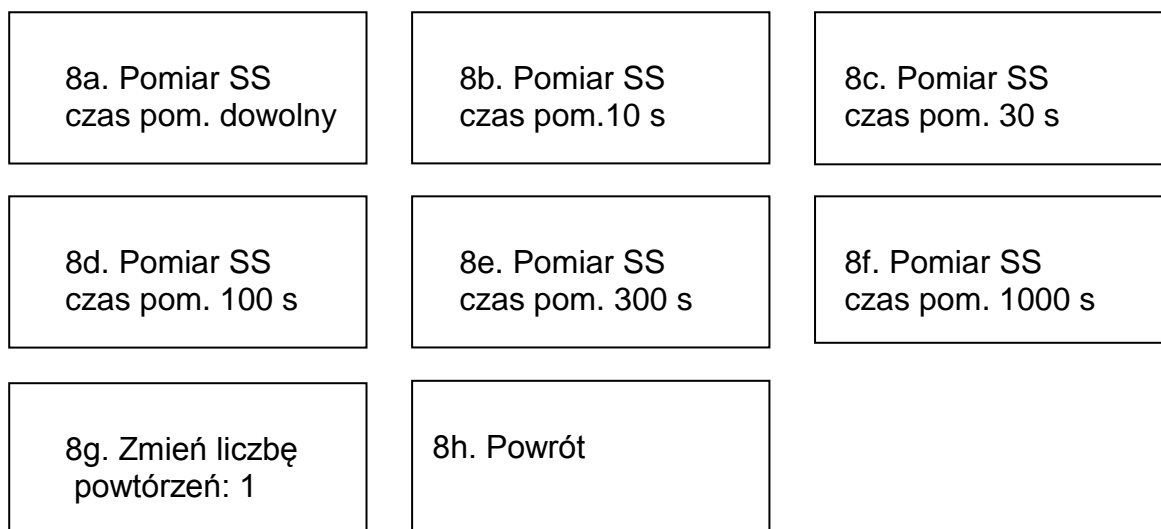 8a. Pomiar SS
czas pom. dowolny
8b. Pomiar SS
czas pom.10 s
8c. Pomiar SS
czas pom. 30 s
8d. Pomiar SS
czas pom. 100 s
8e. Pomiar SS
czas pom. 300 s
8f. Pomiar SS
czas pom. 1000 s
8g. Zmień liczbę
powtórzeń: 1
8h. Powrót